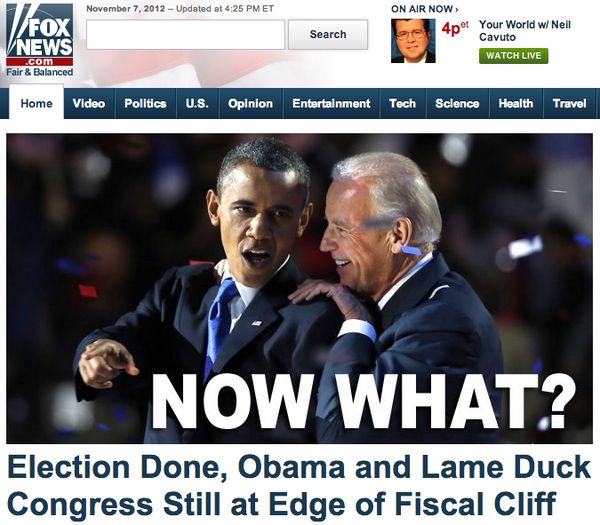 FOX
NEWS
.com
Fair & Balanced
November 7, 2012 – Updated at 4:25 PM ET
Search
ON AIR NOW ›
4p et
Your World w/ Neil
Cavuto
WATCH LIVE
Home Video Politics U.S. Opinion Entertainment Tech Science Health Travel
NOW WHAT?
Election Done, Obama and Lame Duck
Congress Still at Edge of Fiscal Cliff